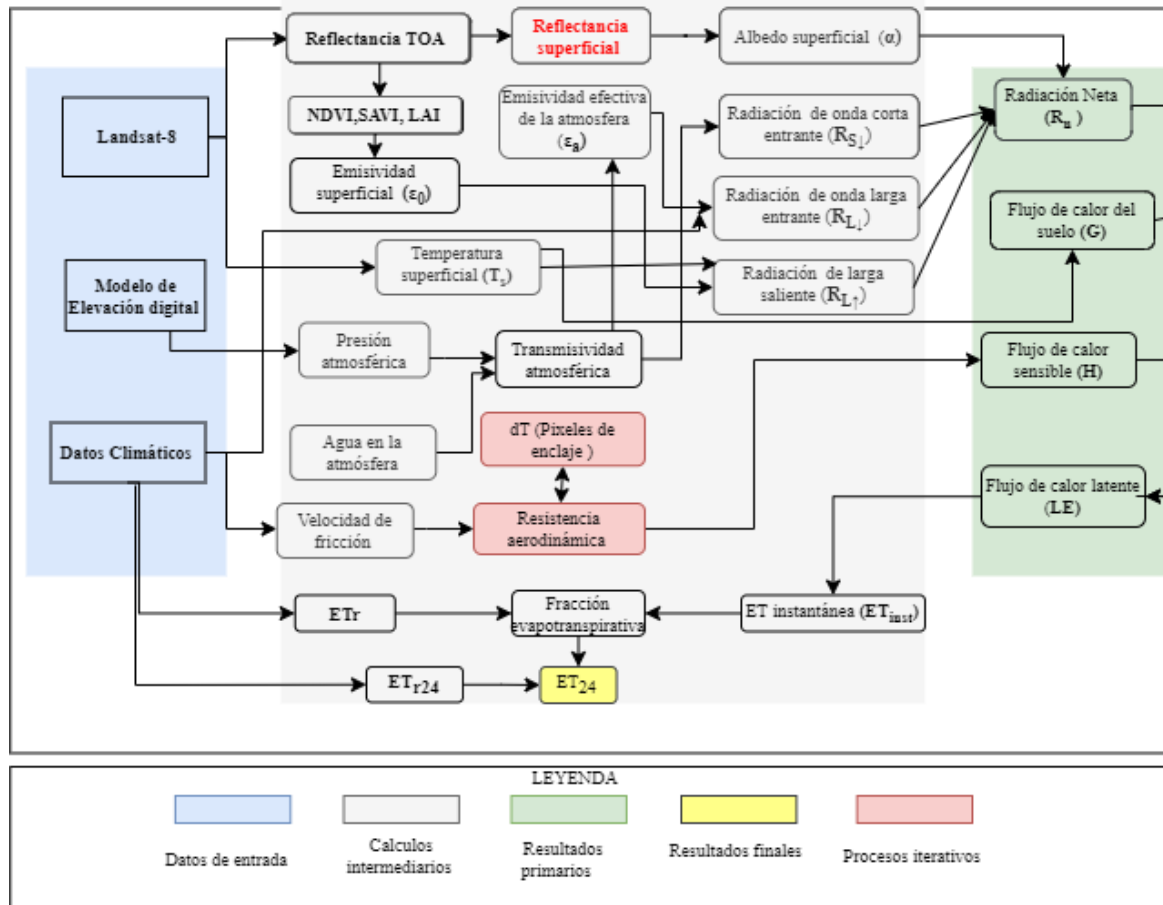 Reflectancia TOA
Reflectancia
superficial
Albedo superficial (α)
Landsat-8
NDVI,SAVI, LAI
Emisividad efectiva
de la atmosfera
(εa)
Radiación de onda corta
entrante (RS↓)
Radiación Neta
(Rn )
Emisividad
superficial (ε0)
Radiación de onda larga
entrante (RL↓)
Flujo de calor del
suelo (G)
Modelo de
Elevación digital
Temperatura
superficial (Ts)
Radiación de larga
saliente (RL↑)
Presión
atmosférica
Transmisividad
atmosférica
Flujo de calor
sensible (H)
Datos Climáticos
Agua en la
atmósfera
dT (Pixeles de
enclaje )
Velocidad de
fricción
Resistencia
aerodinámica
Flujo de calor latente
(LE)
ETr
Fracción
evapotranspirativa
ET instantánea (ETinst)
ETr24
ET24
LEYENDA
Datos de entrada
Calculos
intermediarios
Resultados
primarios
Resultados finales
Procesos iterativos